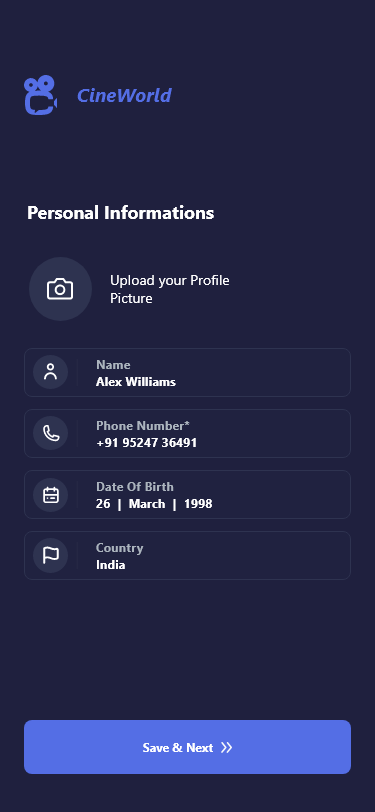 CineWorld
Personal Informations
Upload your Profile
Picture
Name
Alex Williams
Phone Number*
+91 95247 36491
Date Of Birth
26 | March | 1998
Country
India
Save & Next